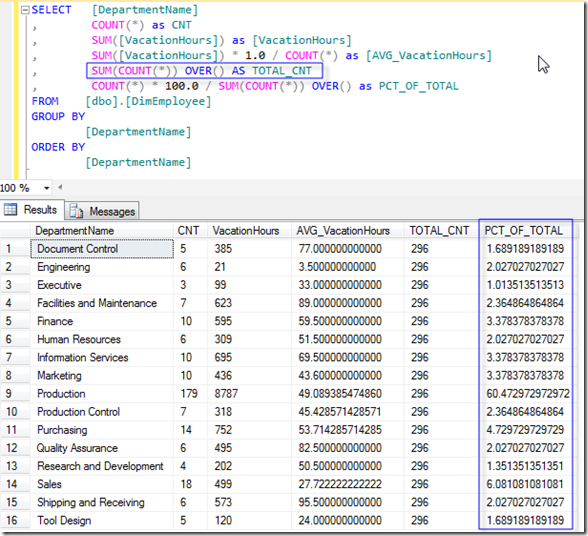 SELECT [DepartmentName]
, COUNT(*) as CNT
, SUM([VacationHours]) as [VacationHours]
, SUM([VacationHours]) * 1.0 / COUNT(*) as [AVG_VacationHours]
, SUM(COUNT(*)) OVER() AS TOTAL_CNT
, COUNT(*) * 100.0 / SUM(COUNT(*)) OVER() as PCT_OF_TOTAL
FROM [dbo].[DimEmployee]
GROUP BY
[DepartmentName]
ORDER BY
[DepartmentName]
100 %
Results Messages
DepartmentName CNT VacationHours AVG_VacationHours TOTAL_CNT PCT_OF_TOTAL
1 Document Control 5 385 77.000000000000 296 1.689189189189
2 Engineering 6 21 3.500000000000 296 2.027027027027
3 Executive 3 99 33.000000000000 296 1.013513513513
4 Facilities and Maintenance 7 623 89.000000000000 296 2.364864864864
5 Finance 10 595 59.500000000000 296 3.378378378378
6 Human Resources 6 309 51.500000000000 296 2.027027027027
7 Information Services 10 695 69.500000000000 296 3.378378378378
8 Marketing 10 436 43.600000000000 296 3.378378378378
9 Production 179 8787 49.089385474860 296 60.472972972972
10 Production Control 7 318 45.428571428571 296 2.364864864864
11 Purchasing 14 752 53.714285714285 296 4.729729729729
12 Quality Assurance 6 495 82.500000000000 296 2.027027027027
13 Research and Development 4 202 50.500000000000 296 1.351351351351
14 Sales 18 499 27.722222222222 296 6.081081081081
15 Shipping and Receiving 6 573 95.500000000000 296 2.027027027027
16 Tool Design 5 120 24.000000000000 296 1.689189189189